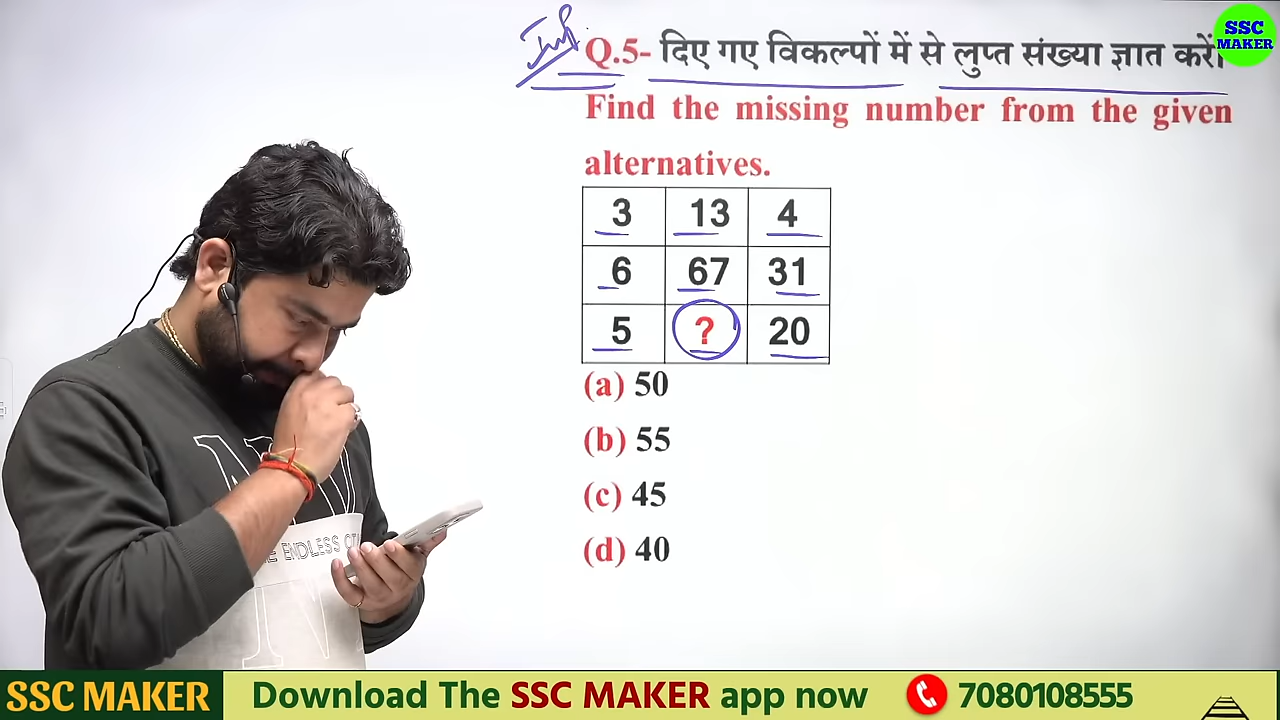 Q.5- दिए गए विकल्पों में से लुप्त संख्या ज्ञात करें
SSC
MAKER
Find the missing number from the given
alternatives.
3 13 4
6 67 31
5 ? 20
(a) 50
(b) 55
(c) 45
(d) 40
SSC MAKER Download The SSC MAKER app now 7080108555